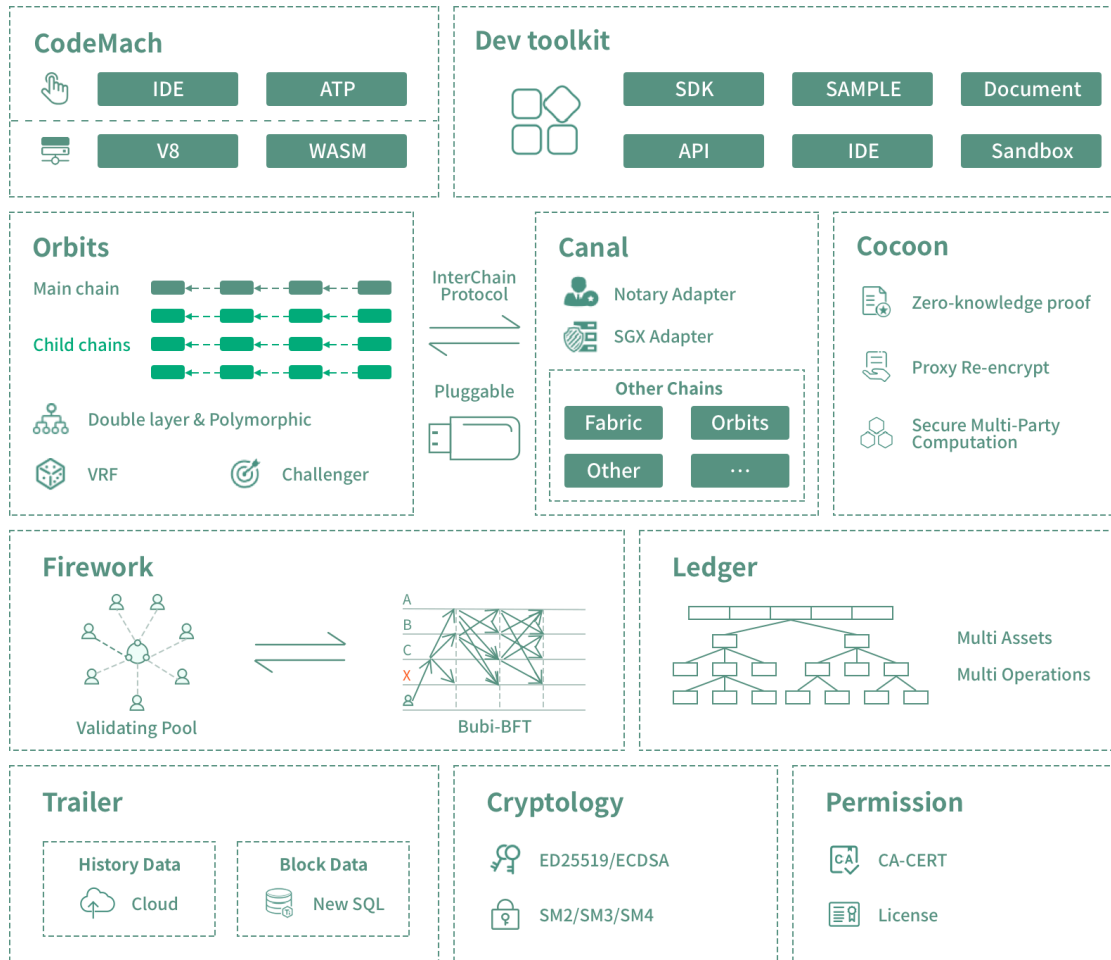 CodeMach
IDE
ATP
V8
WASM
Dev toolkit
SDK
SAMPLE
Document
API
IDE
Sandbox
Orbits
Main chain
Child chains
Double layer & Polymorphic
VRF
Challenger
InterChain
Protocol
Pluggable
Canal
Notary Adapter
SGX Adapter
Other Chains
Fabric
Orbits
Other
...
Cocoon
Zero-knowledge proof
Proxy Re-encrypt
Secure Multi-Party
Computation
Firework
Validating Pool
A
B
C
X
Bubi-BFT
Ledger
Multi Assets
Multi Operations
Trailer
History Data
Cloud
Block Data
New SQL
Cryptology
ED25519/ECDSA
SM2/SM3/SM4
Permission
CA
CA-CERT
License